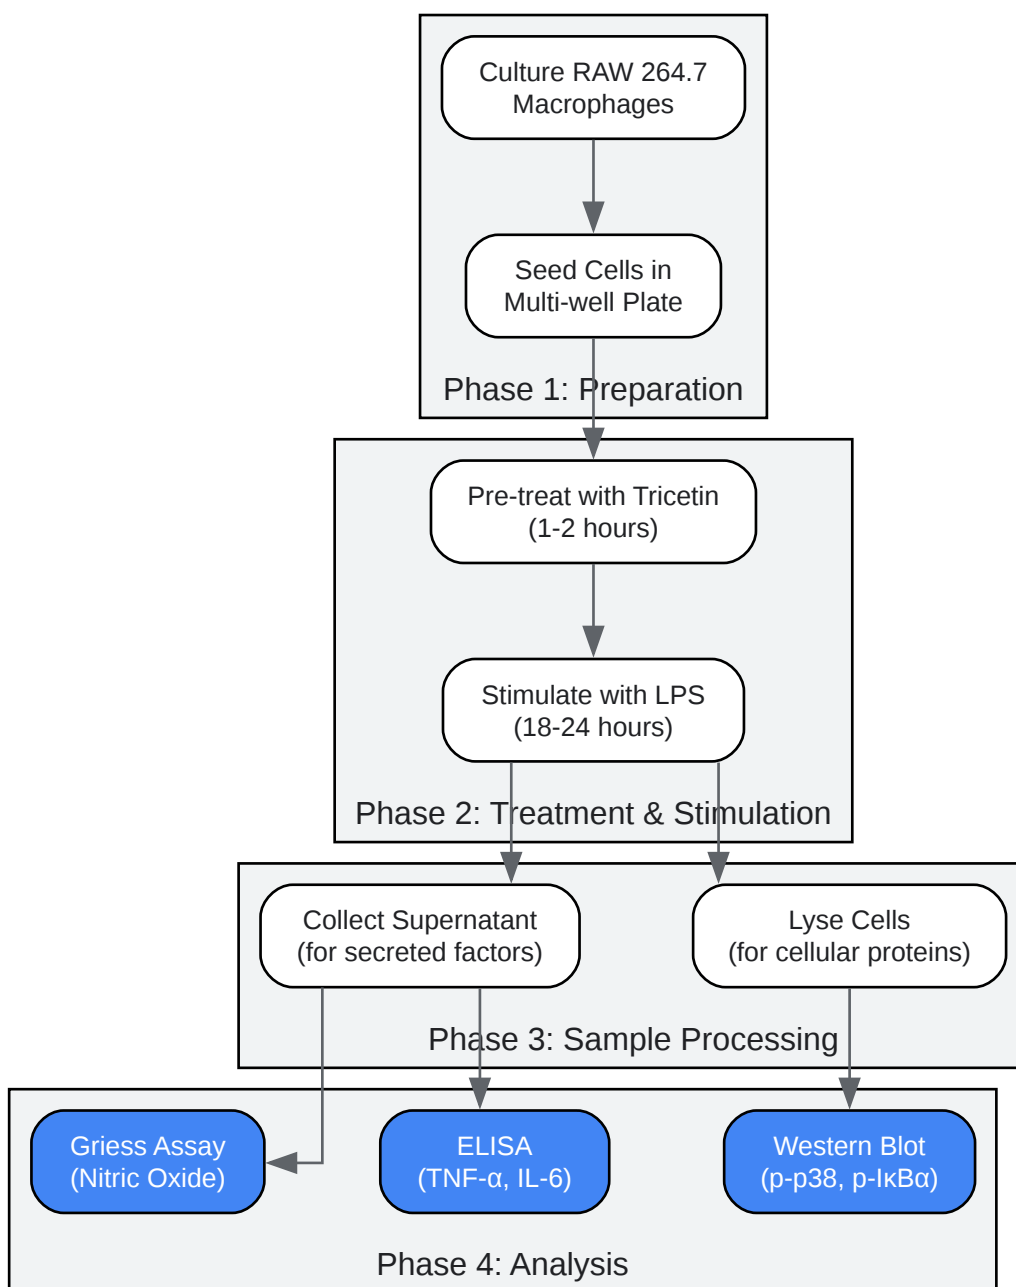 Culture RAW 264.7
Macrophages
Seed Cells in
Multi-well Plate
Phase 1: Preparation
Pre-treat with Tricetin
(1-2 hours)
Stimulate with LPS
(18-24 hours)
Phase 2: Treatment & Stimulation
Collect Supernatant
(for secreted factors)
Lyse Cells
(for cellular proteins)
Phase 3: Sample Processing
Griess Assay
(Nitric Oxide)
ELISA
(TNF-α, IL-6)
Western Blot
(p-p38, p-IκBα)
Phase 4: Analysis